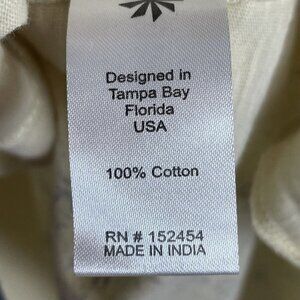 Designed in
Tampa Bay
Florida
USA
100% Cotton
RN # 152454
MADE IN INDIA